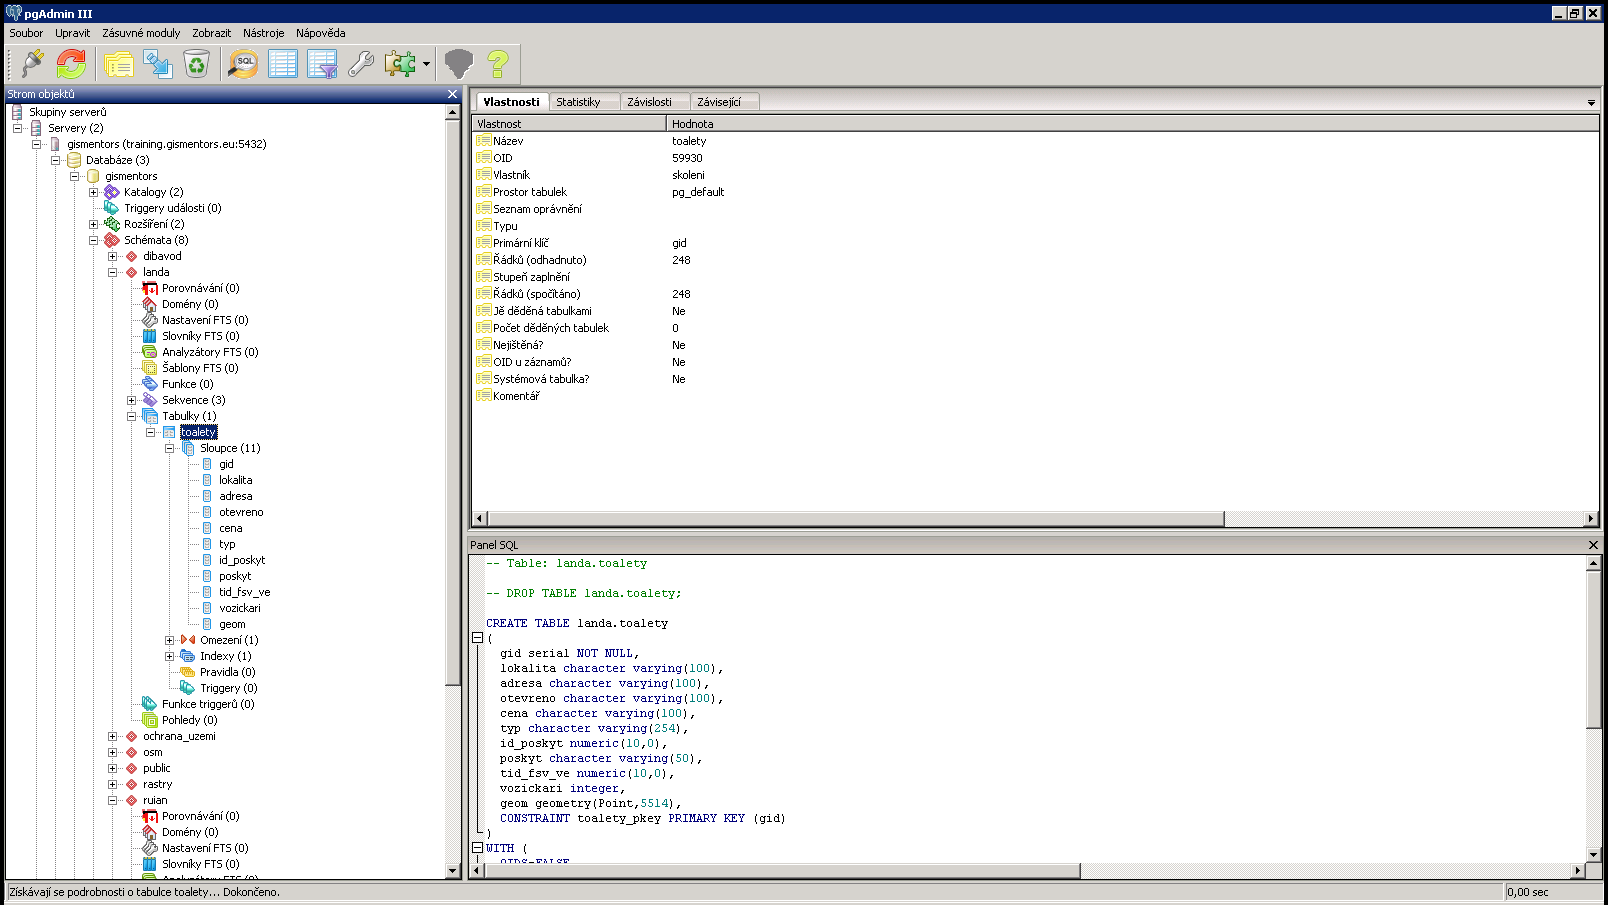 pgAdmin III
Soubor Upravit Zásuvné moduly Zobrazit Nástroje Nápověda
SQL
Strom objektů
Skupiny serverů
Servery (2)
gismentors (training.gismentors.eu:5432)
Databáze (3)
gismentors
Katalogy (2)
Triggery události (0)
Rozšíření (2)
Schémata (8)
dibavod
landa
Porovnávání (0)
Domény (0)
Nastavení FTS (0)
Slovníky FTS (0)
Analyzátory FTS (0)
Šablony FTS (0)
Funkce (0)
Sekvence (3)
Tabulky (1)
toalety
Sloupce (11)
gid
lokalita
adresa
otevreno
cena
typ
id_poskyt
poskyt
tid_fsv_ve
vozickari
geom
Omezení (1)
Indexy (1)
Pravidla (0)
Triggery (0)
Funkce triggerů (0)
Pohledy (0)
ochrana_uzemi
osm
public
rastry
ruian
Porovnávání (0)
Domény (0)
Nastavení FTS (0)
Slovníky FTS (0)
Analyzátory FTS (0)
Vlastnosti Statistiky Závislosti Závisející
Vlastnost Hodnota
Název toalety
OID 59930
Vlastník skoleni
Prostor tabulek pg_default
Seznam oprávnění
Typu
Primární klíč gid
Řádků (odhadnuto) 248
Stupeň zaplnění
Řádků (spočítáno) 248
Jě děděná tabulkami Ne
Počet děděných tabulek 0
Nejištěná? Ne
OID u záznamů? Ne
Systémová tabulka? Ne
Komentář
Panel SQL
-- Table: landa.toalety
-- DROP TABLE landa.toalety;
CREATE TABLE landa.toalety
(
gid serial NOT NULL,
lokalita character varying(100),
adresa character varying(100),
otevreno character varying(100),
cena character varying(100),
typ character varying(254),
id_poskyt numeric(10,0),
poskyt character varying(50),
tid_fsv_ve numeric(10,0),
vozickari integer,
geom geometry(Point,5514),
CONSTRAINT toalety_pkey PRIMARY KEY (gid)
)
WITH (
OIDS=FALSE
Získávají se podrobnosti o tabulce toalety... Dokončeno.
0,00 sec